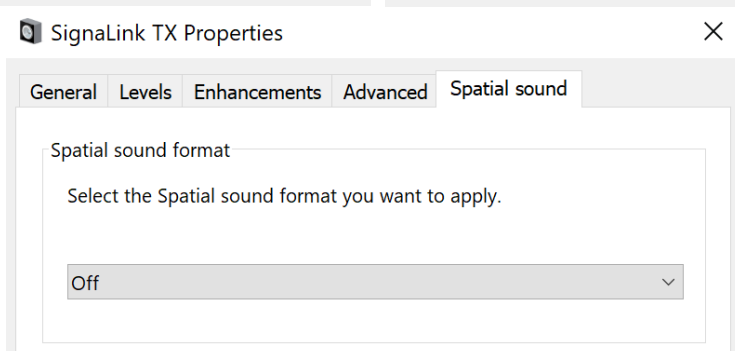 SignaLink TX Properties
General Levels Enhancements Advanced Spatial sound
Spatial sound format
Select the Spatial sound format you want to apply.
Off